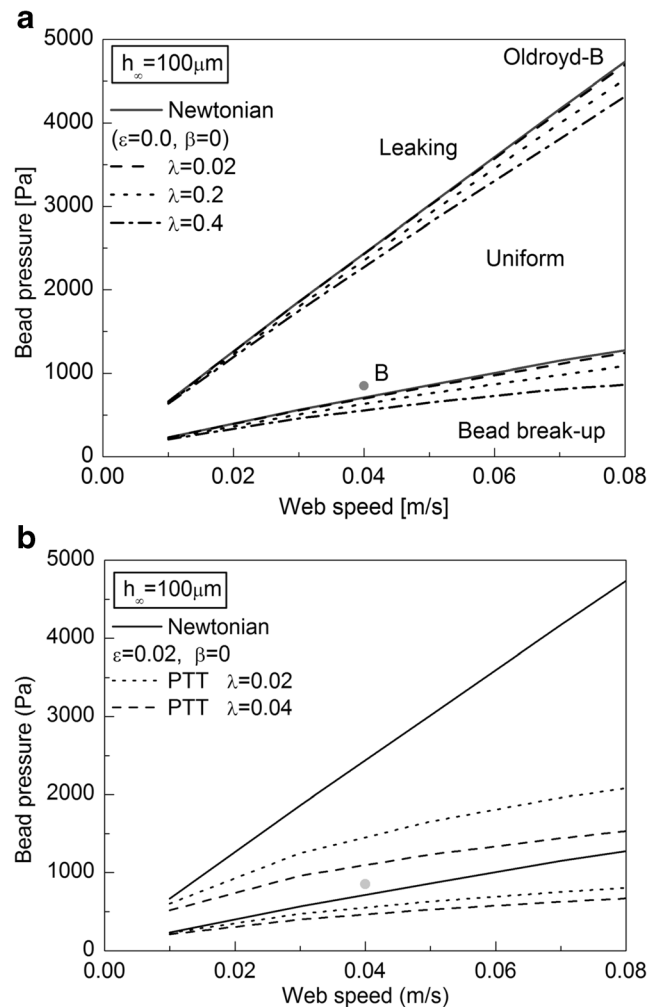 a
5000
4000
3000
2000
1000
0
Bead pressure [Pa]
h∞=100μm
Newtonian
(ε=0.0, β=0)
λ=0.02
λ=0.2
λ=0.4
Oldroyd-B
Leaking
Uniform
B
Bead break-up
0.00 0.02 0.04 0.06 0.08
Web speed [m/s]
b
5000
4000
3000
2000
1000
0
Bead pressure (Pa)
h∞=100μm
Newtonian
ε=0.02, β=0
PTT λ=0.02
PTT λ=0.04
0.00 0.02 0.04 0.06 0.08
Web speed (m/s)